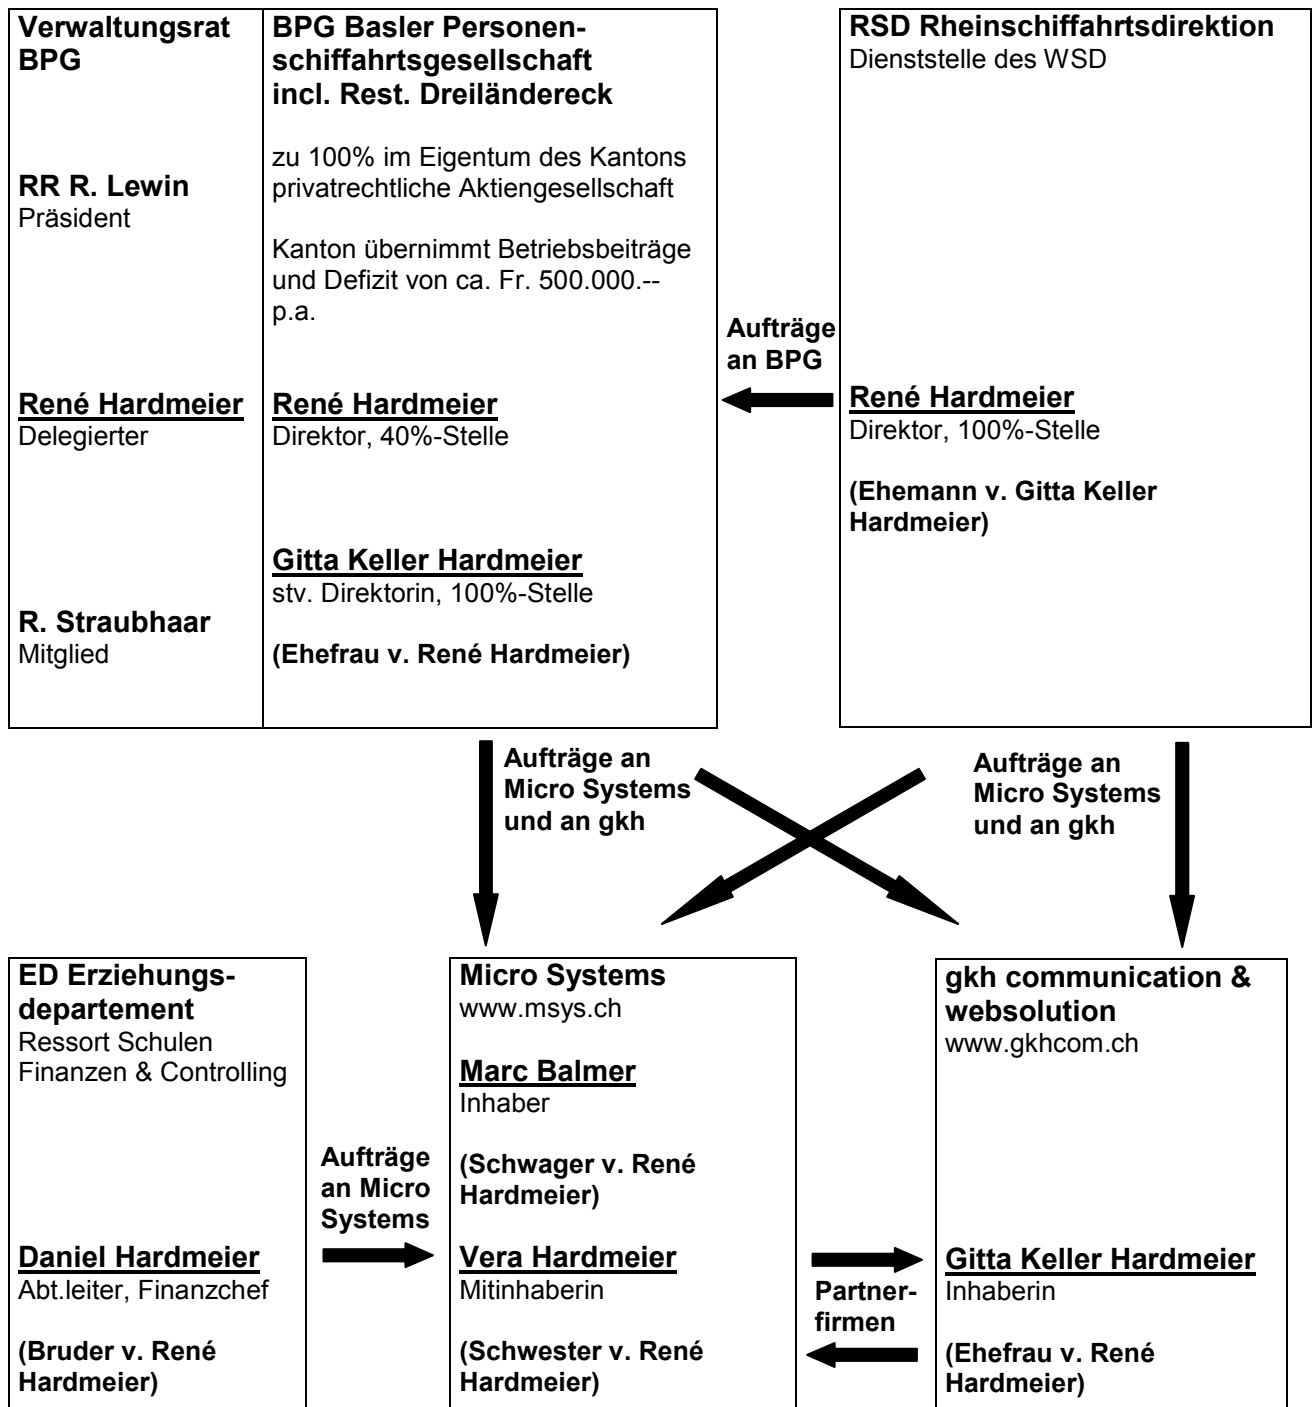 Verwaltungsrat
BPG
RR R. Lewin
Präsident
René Hardmeier
Delegierter
R. Straubhaar
Mitglied
BPG Basler Personen-
schiffahrtsgesellschaft
incl. Rest. Dreiländereck
zu 100% im Eigentum des Kantons
privatrechtliche Aktiengesellschaft
Kanton übernimmt Betriebsbeiträge
und Defizit von ca. Fr. 500.000.--
p.a.
René Hardmeier
Direktor, 40%-Stelle
Gitta Keller Hardmeier
stv. Direktorin, 100%-Stelle
(Ehefrau v. René Hardmeier)
Aufträge
an BPG
RSD Rheinschiffahrtsdirektion
Dienststelle des WSD
René Hardmeier
Direktor, 100%-Stelle
(Ehemann v. Gitta Keller
Hardmeier)
Aufträge an
Micro Systems
und an gkh
Aufträge an
Micro Systems
und an gkh
ED Erziehungs-
departement
Ressort Schulen
Finanzen & Controlling
Daniel Hardmeier
Abt.leiter, Finanzchef
(Bruder v. René
Hardmeier)
Aufträge
an Micro
Systems
Micro Systems
www.msys.ch
Marc Balmer
Inhaber
(Schwager v. René
Hardmeier)
Vera Hardmeier
Mitinhaberin
(Schwester v. René
Hardmeier)
Partner-
firmen
gkh communication &
websolution
www.gkhcom.ch
Gitta Keller Hardmeier
Inhaberin
(Ehefrau v. René
Hardmeier)